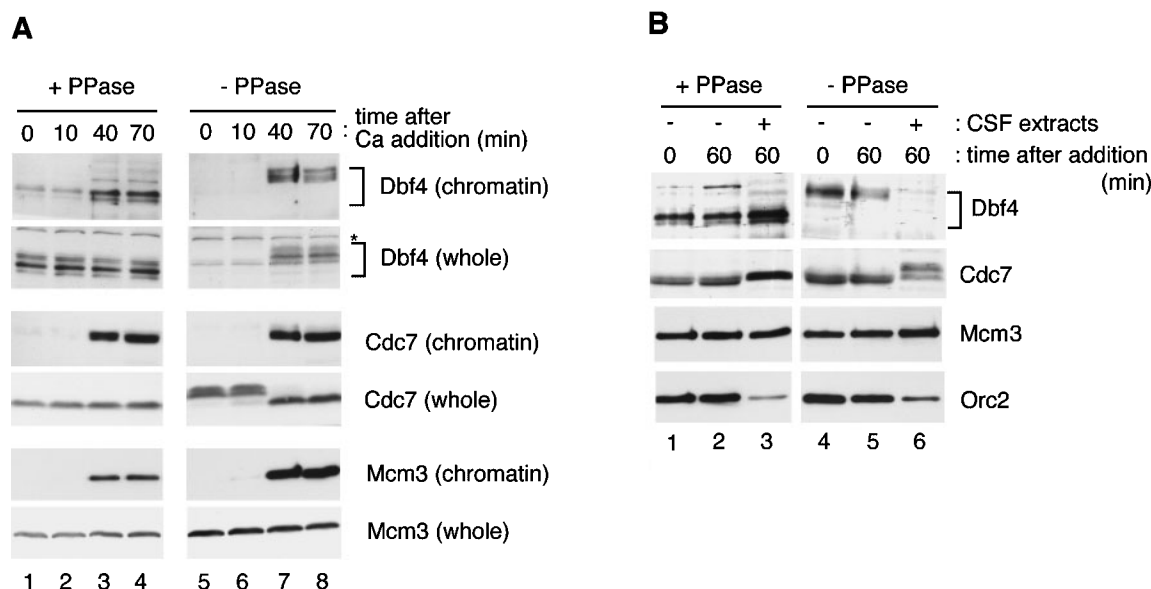 A
+ PPase - PPase
0 10 40 70 0 10 40 70 : time after Ca addition (min)
Dbf4 (chromatin)
*
Dbf4 (whole)
Cdc7 (chromatin)
Cdc7 (whole)
Mcm3 (chromatin)
Mcm3 (whole)
1 2 3 4 5 6 7 8
B
+ PPase - PPase
- - + - - + : CSF extracts
0 60 60 0 60 60 : time after addition
(min)
Dbf4
Cdc7
Mcm3
Orc2
1 2 3 4 5 6